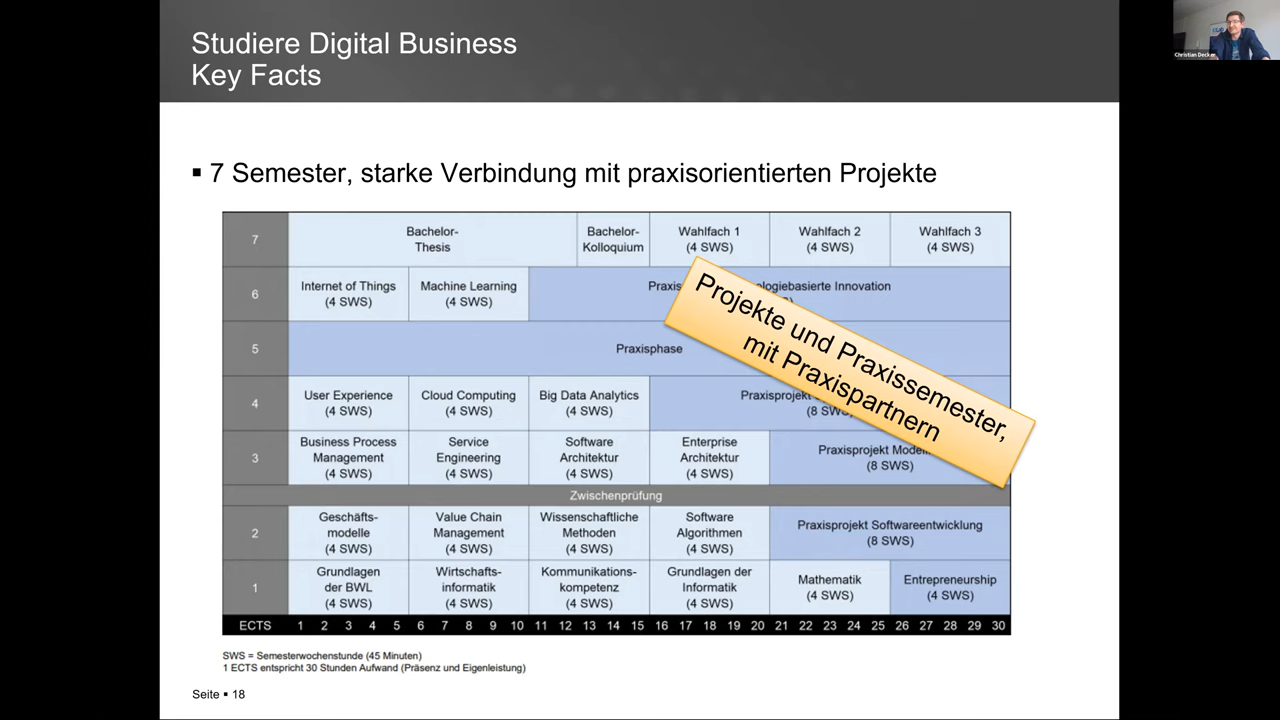 Studiere Digital Business
Key Facts
Christian Decker
▪ 7 Semester, starke Verbindung mit praxisorientierten Projekte
7
Bachelor-
Thesis
Bachelor-
Kolloquium
Wahlfach 1
(4 SWS)
Wahlfach 2
(4 SWS)
Wahlfach 3
(4 SWS)
6
Internet of Things
(4 SWS)
Machine Learning
(4 SWS)
Innovation
Projekte und Praxissemester,
mit Praxispartnern
5
Praxisphase
4
User Experience
(4 SWS)
Cloud Computing
(4 SWS)
Big Data Analytics
(4 SWS)
Praxisprojekt
(8 SWS)
3
Business Process
Management
(4 SWS)
Service
Engineering
(4 SWS)
Software
Architektur
(4 SWS)
Enterprise
Architektur
(4 SWS)
Praxisprojekt
(8 SWS)
Zwischenprüfung
2
Geschäfts-
modelle
(4 SWS)
Value Chain
Management
(4 SWS)
Wissenschaftliche
Methoden
(4 SWS)
Software
Algorithmen
(4 SWS)
Praxisprojekt Softwareentwicklung
(8 SWS)
1
Grundlagen
der BWL
(4 SWS)
Wirtschafts-
informatik
(4 SWS)
Kommunikations-
kompetenz
(4 SWS)
Grundlagen der
Informatik
(4 SWS)
Mathematik
(4 SWS)
Entrepreneurship
(4 SWS)
ECTS 1 2 3 4 5 6 7 8 9 10 11 12 13 14 15 16 17 18 19 20 21 22 23 24 25 26 27 28 29 30
SWS = Semesterwochenstunde (45 Minuten)
1 ECTS entspricht 30 Stunden Aufwand (Präsenz und Eigenleistung)
Seite ▪ 18